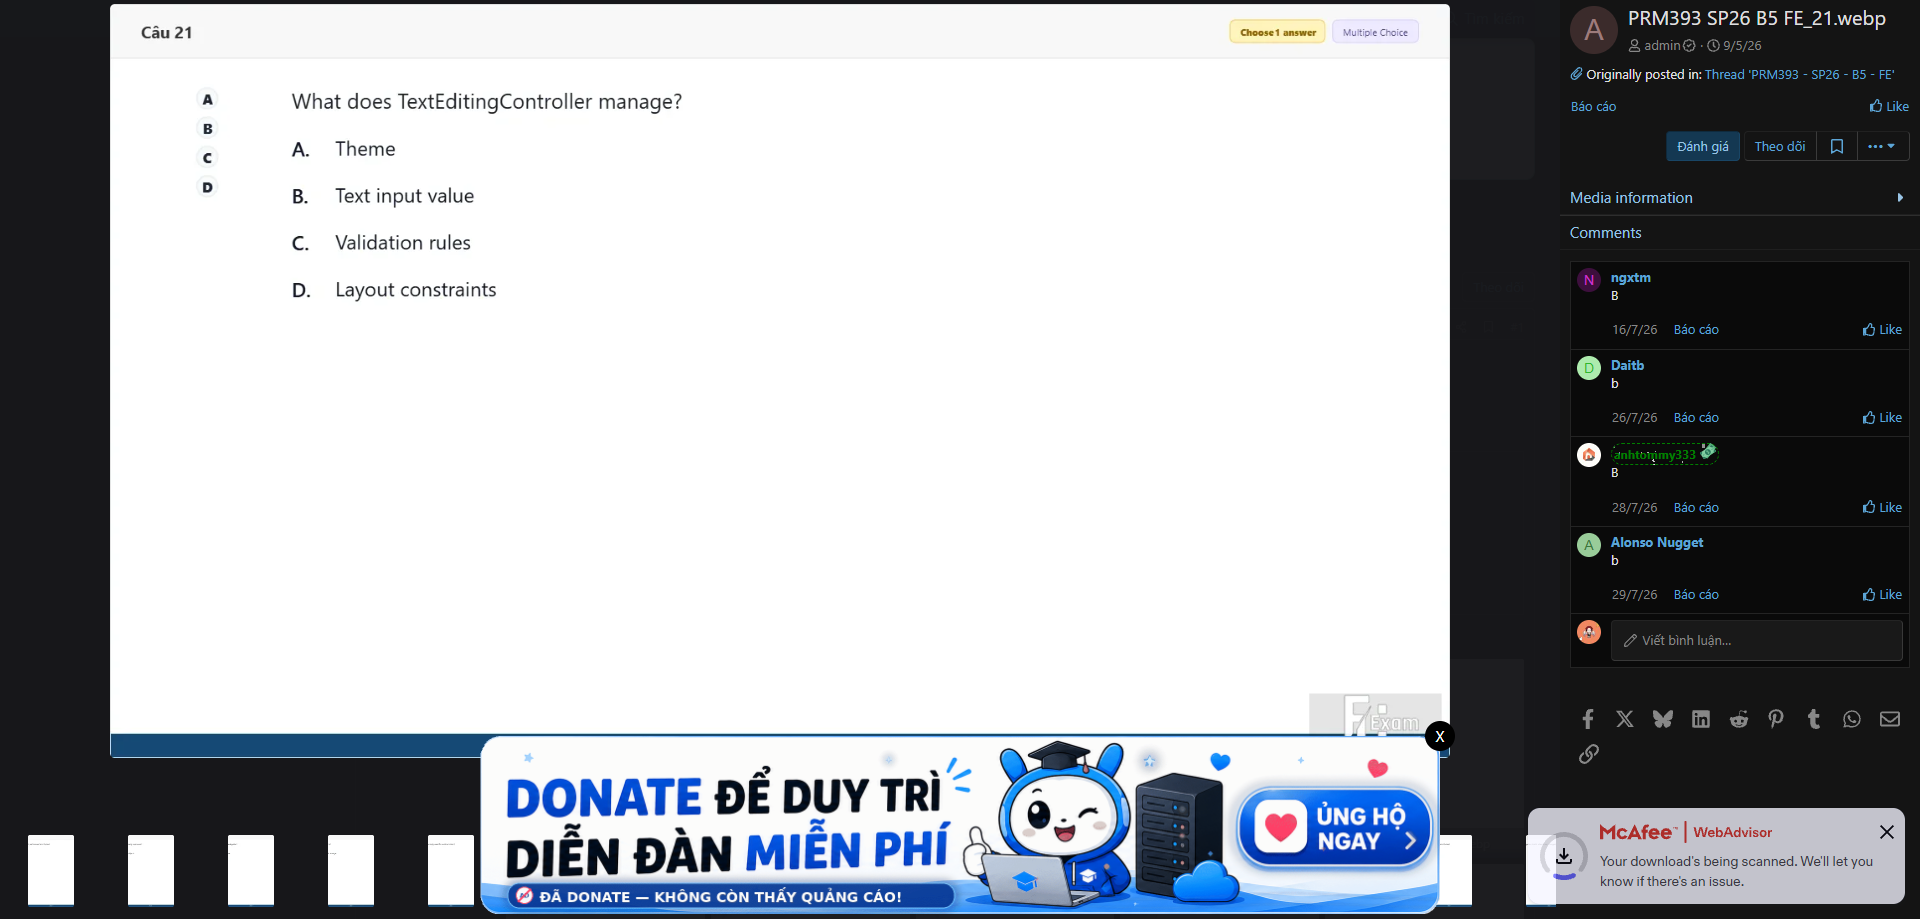 Câu 21
Choose 1 answer
Multiple Choice
A
B
C
D
What does TextEditingController manage?
A. Theme
B. Text input value
C. Validation rules
D. Layout constraints
FE Exam
X
DONATE ĐỂ DUY TRÌ
DIỄN ĐÀN MIỄN PHÍ
ĐÃ DONATE — KHÔNG CÒN THẤY QUẢNG CÁO!
ỦNG HỘ
NGAY
A
PRM393 SP26 B5 FE_21.webp
admin · 9/5/26
Originally posted in: Thread 'PRM393 - SP26 - B5 - FE'
Báo cáo
Like
Đánh giá
Theo dõi
Media information
Comments
N
ngxtm
B
16/7/26 Báo cáo Like
D
Daitb
b
26/7/26 Báo cáo Like
anhtommy333
B
28/7/26 Báo cáo Like
A
Alonso Nugget
b
29/7/26 Báo cáo Like
Viết bình luận...
McAfee™ | WebAdvisor
Your download's being scanned. We'll let you
know if there's an issue.